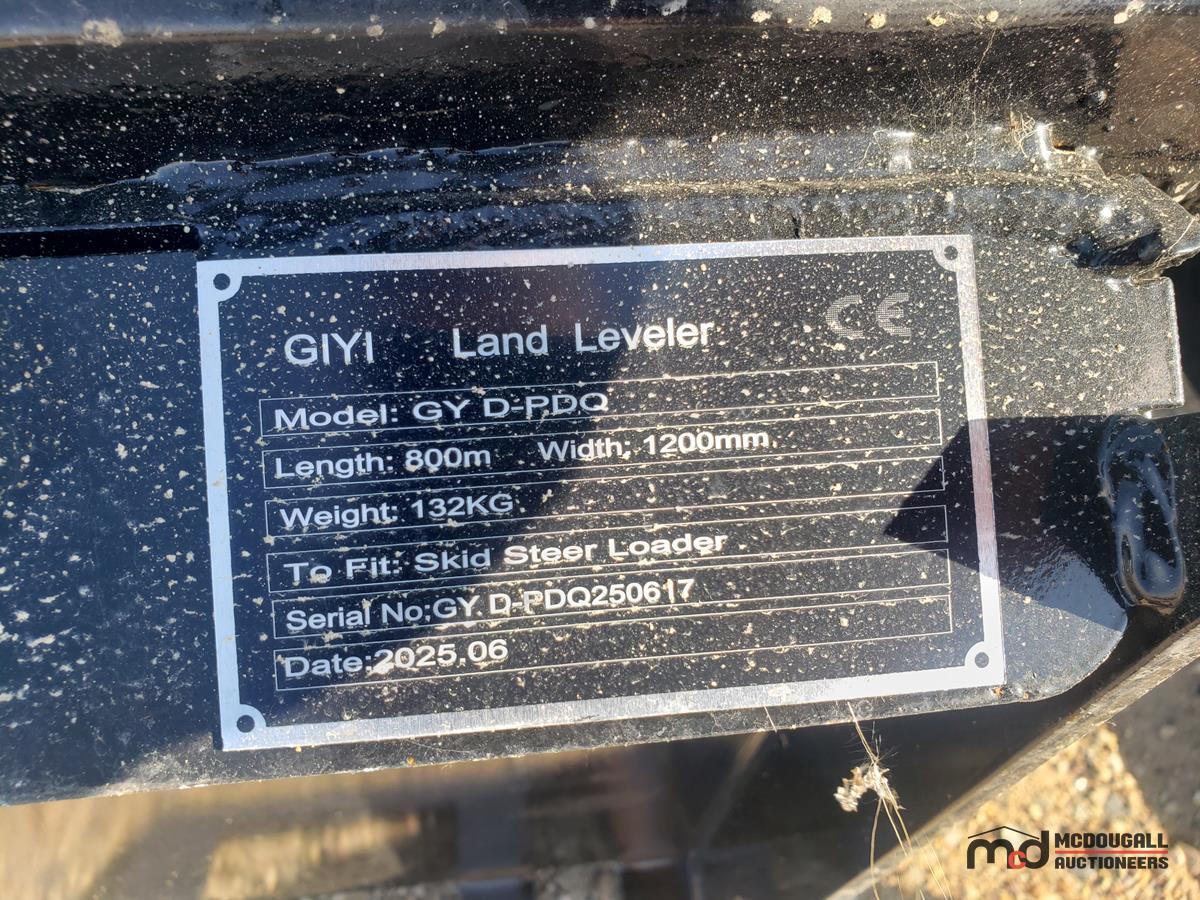 GIYI Land Leveler CE
Model: GY D-PDQ
Length: 800m Width: 1200mm
Weight: 132KG
To Fit: Skid Steer Loader
Serial No:GY D-PDQ250617
Date:2025.06
mcd MCDOUGALL
AUCTIONEERS